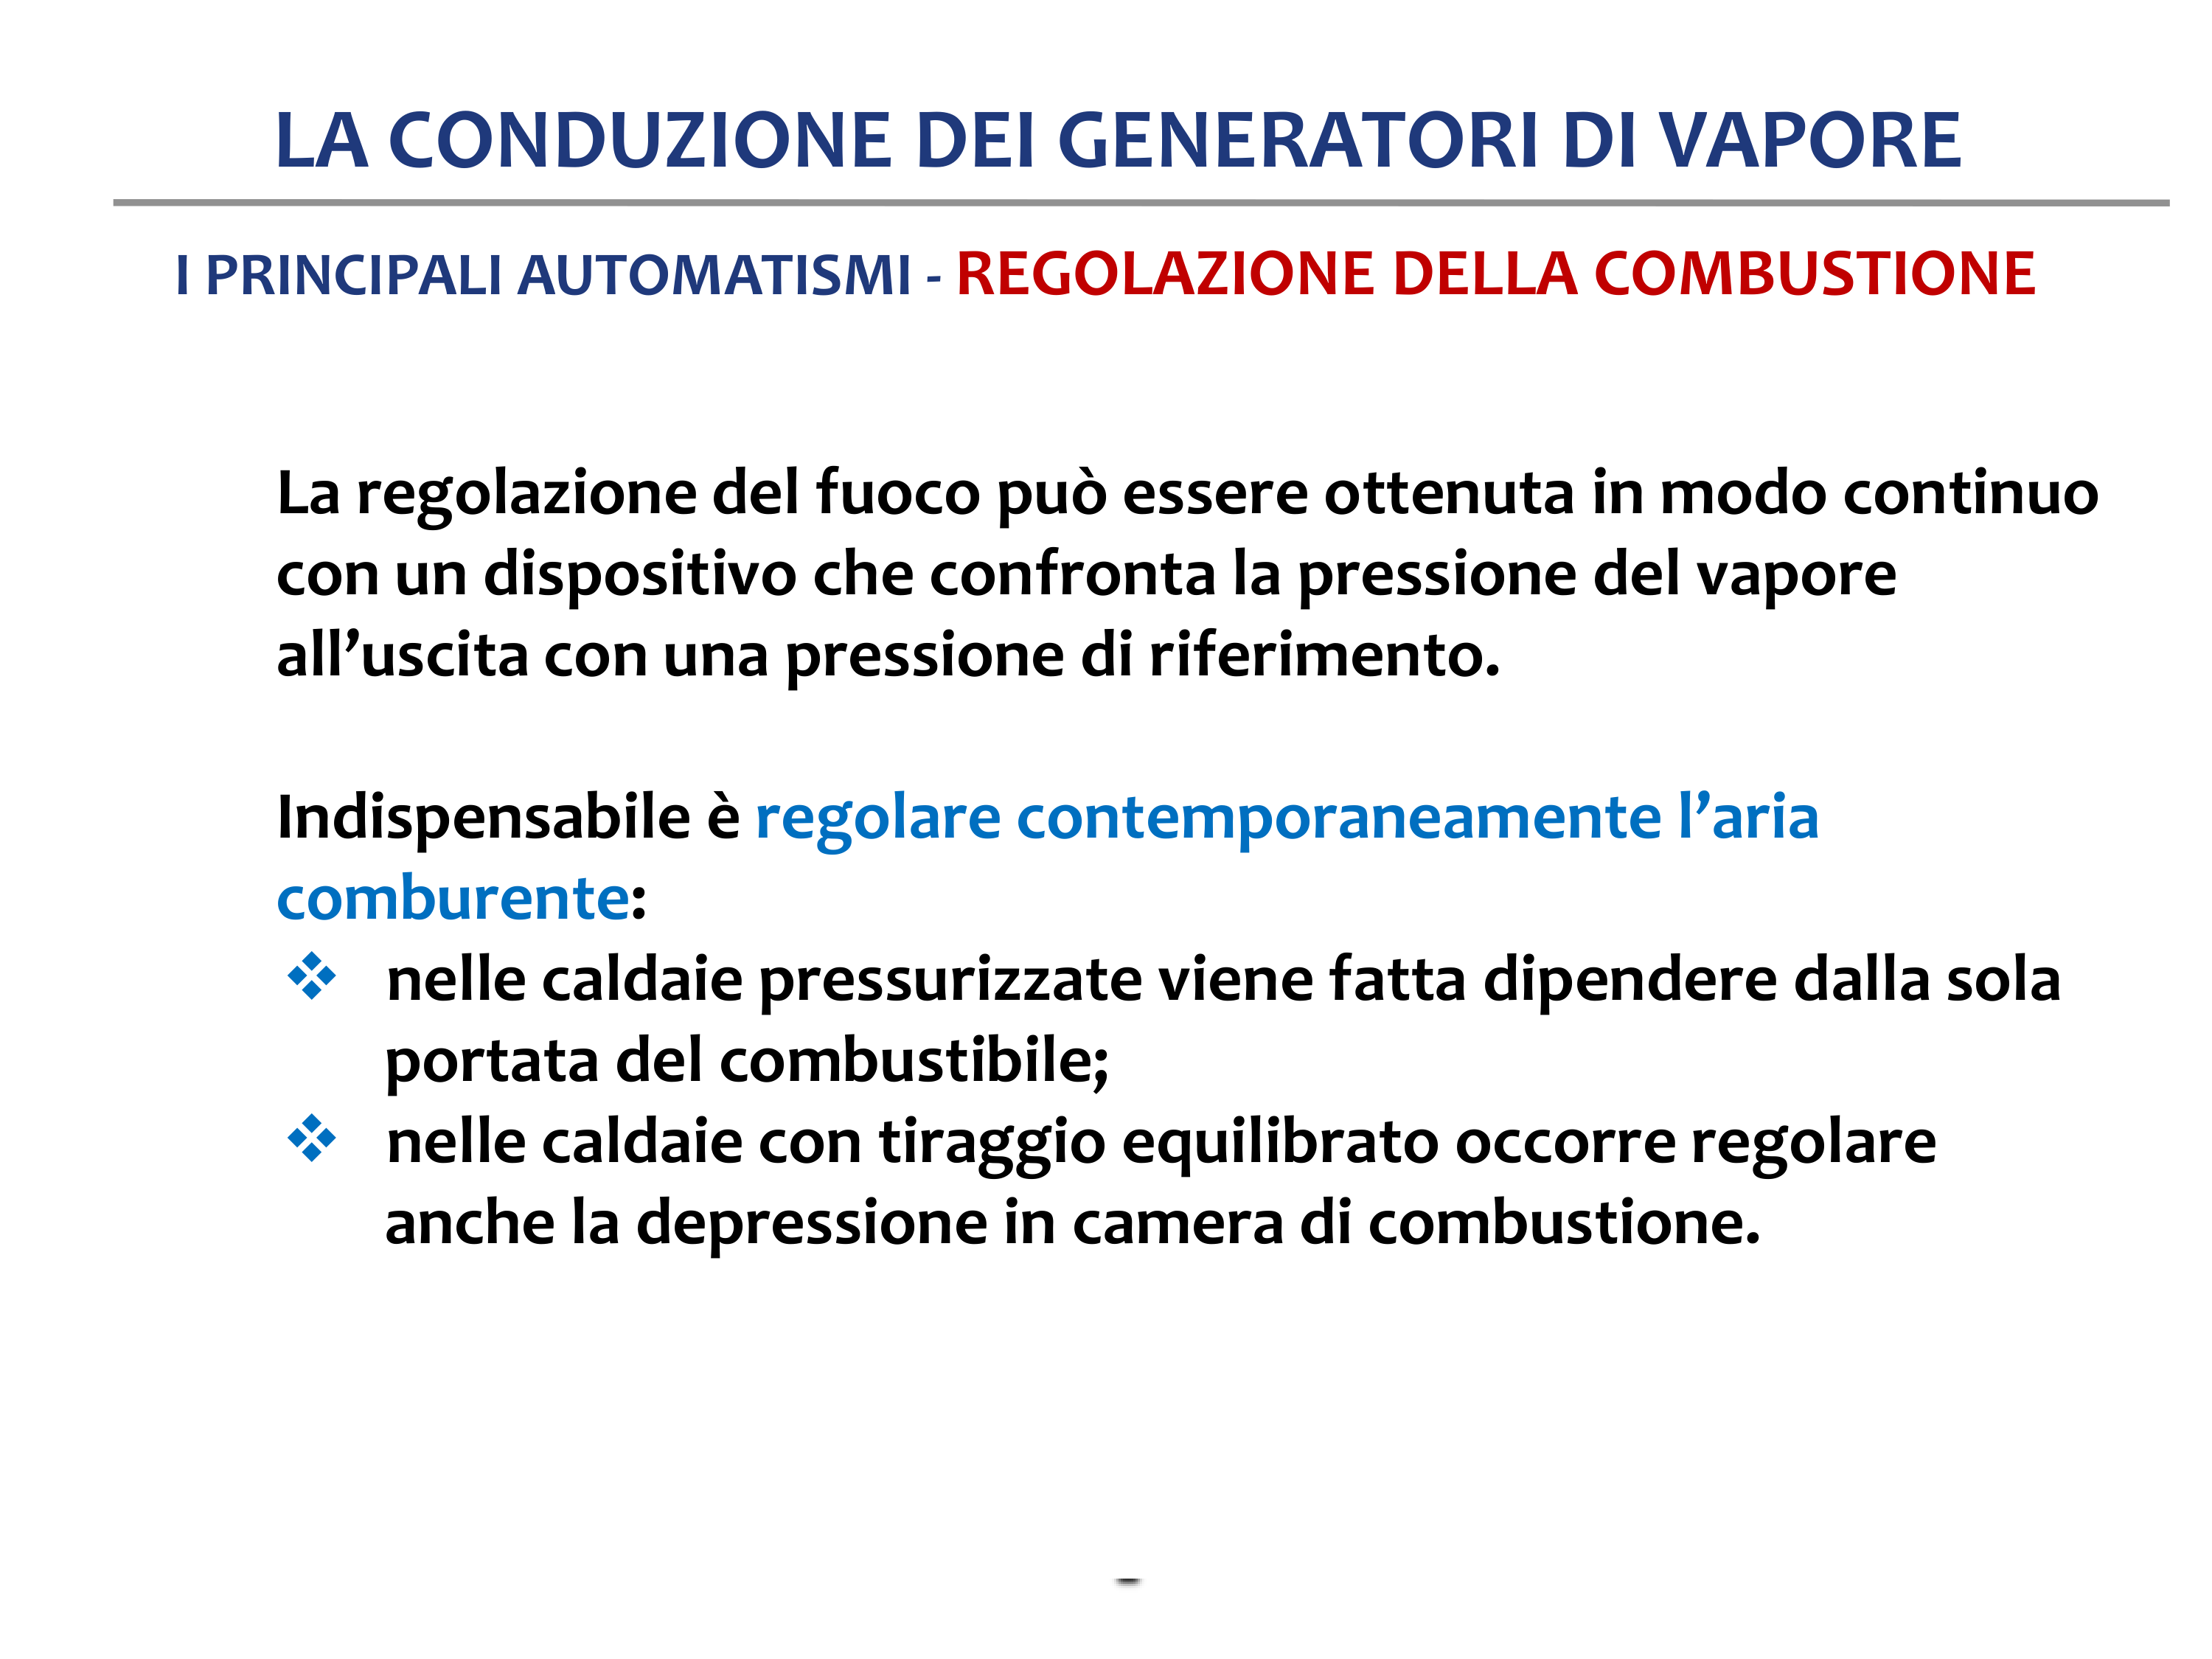 LA CONDUZIONE DEI GENERATORI DI VAPORE
I PRINCIPALI AUTOMATISMI - REGOLAZIONE DELLA COMBUSTIONE
La regolazione del fuoco può essere ottenuta in modo continuo
con un dispositivo che confronta la pressione del vapore
all’uscita con una pressione di riferimento.
Indispensabile è regolare contemporaneamente l’aria
comburente:
❖ nelle caldaie pressurizzate viene fatta dipendere dalla sola
portata del combustibile;
❖ nelle caldaie con tiraggio equilibrato occorre regolare
anche la depressione in camera di combustione.